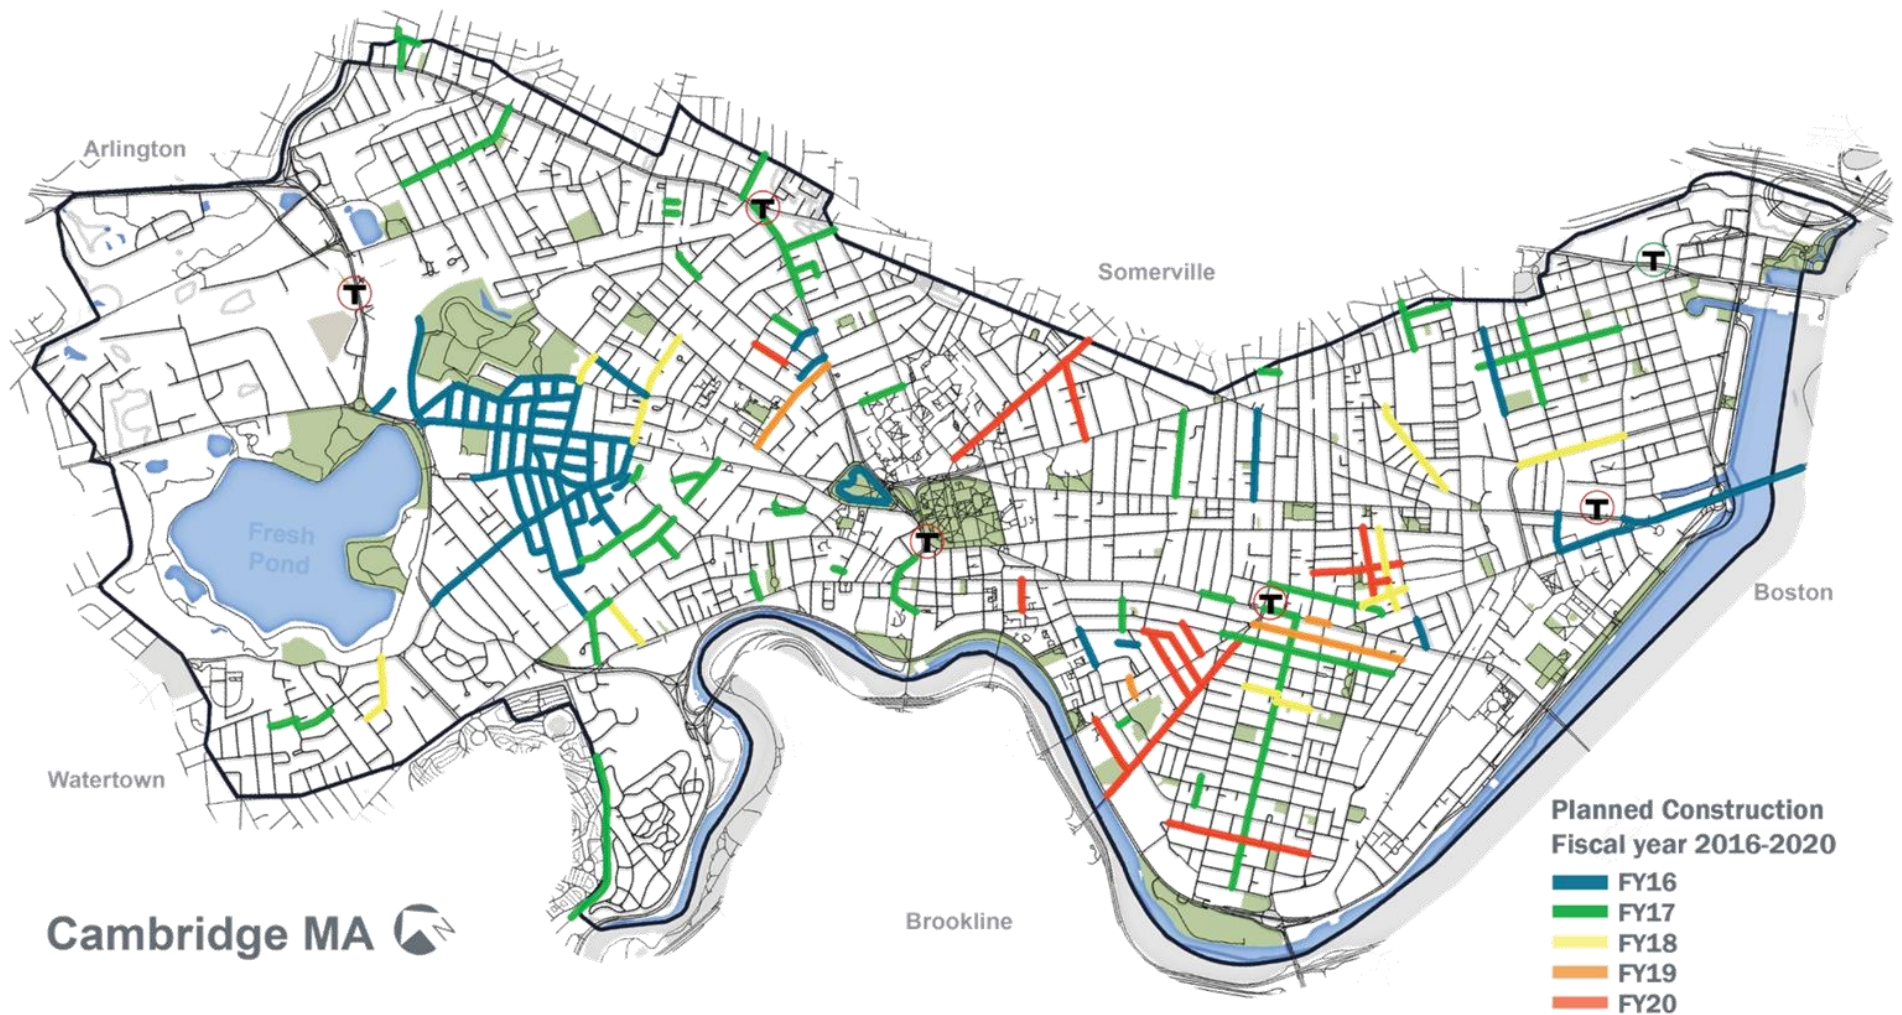 Arlington
Somerville
Fresh
Pond
Boston
Watertown
Brookline
Cambridge MA
N
Planned Construction
Fiscal year 2016-2020
FY16
FY17
FY18
FY19
FY20
T
T
T
T
T
T